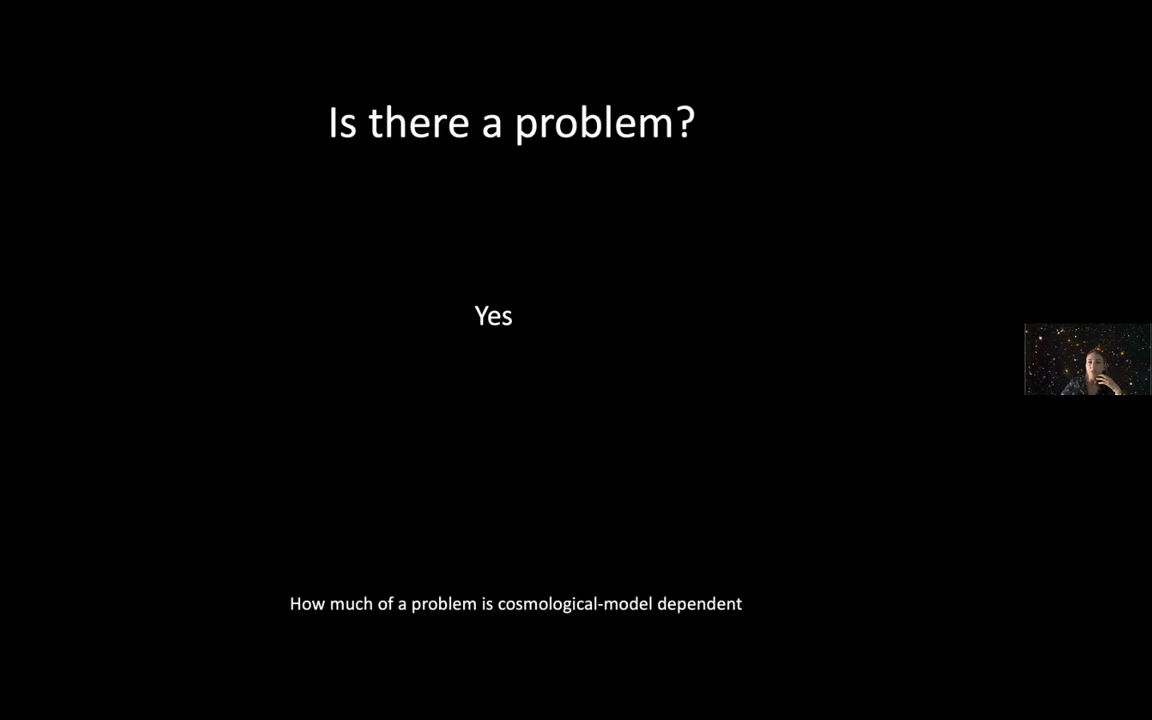 Is there a problem?
Yes
How much of a problem is cosmological-model dependent